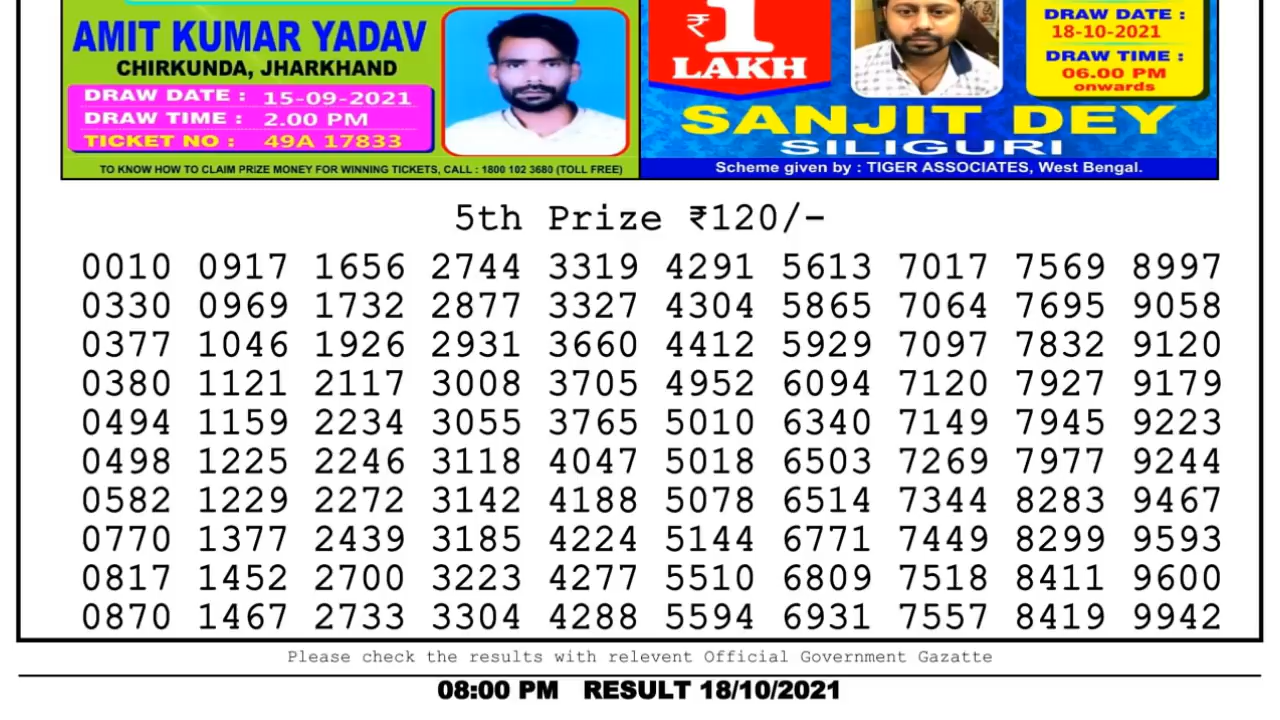 AMIT KUMAR YADAV
CHIRKUNDA, JHARKHAND
DRAW DATE : 15-09-2021
DRAW TIME : 2.00 PM
TICKET NO : 49A 17833
TO KNOW HOW TO CLAIM PRIZE MONEY FOR WINNING TICKETS, CALL : 1800 102 3680 (TOLL FREE)
₹1
LAKH
DRAW DATE :
18-10-2021
DRAW TIME :
06.00 PM
onwards
SANJIT DEY
SILIGURI
Scheme given by : TIGER ASSOCIATES, West Bengal.
5th Prize ₹120/-
0010 0917 1656 2744 3319 4291 5613 7017 7569 8997
0330 0969 1732 2877 3327 4304 5865 7064 7695 9058
0377 1046 1926 2931 3660 4412 5929 7097 7832 9120
0380 1121 2117 3008 3705 4952 6094 7120 7927 9179
0494 1159 2234 3055 3765 5010 6340 7149 7945 9223
0498 1225 2246 3118 4047 5018 6503 7269 7977 9244
0582 1229 2272 3142 4188 5078 6514 7344 8283 9467
0770 1377 2439 3185 4224 5144 6771 7449 8299 9593
0817 1452 2700 3223 4277 5510 6809 7518 8411 9600
0870 1467 2733 3304 4288 5594 6931 7557 8419 9942
Please check the results with relevent Official Government Gazatte
08:00 PM RESULT 18/10/2021